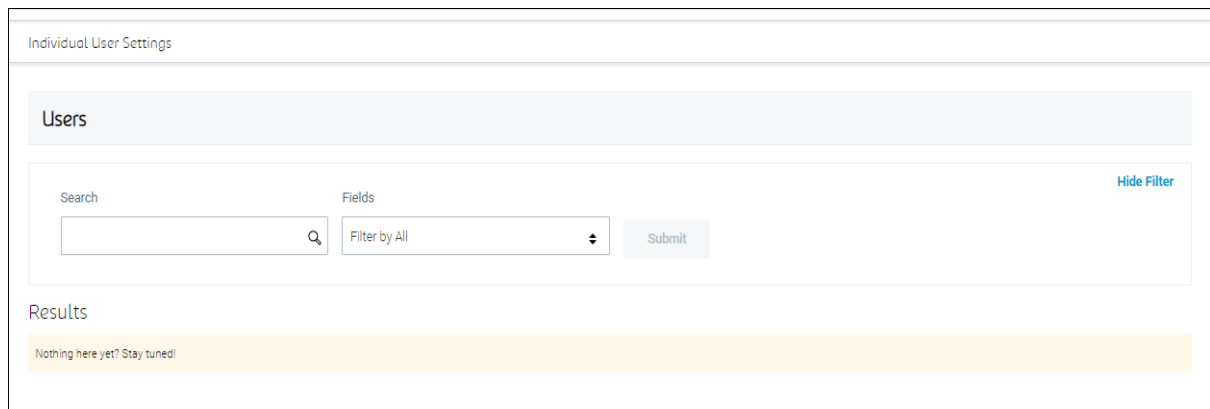 Individual User Settings
Users
Hide Filter
Search
Fields
Filter by All
Submit
Results
Nothing here yet? Stay tuned!